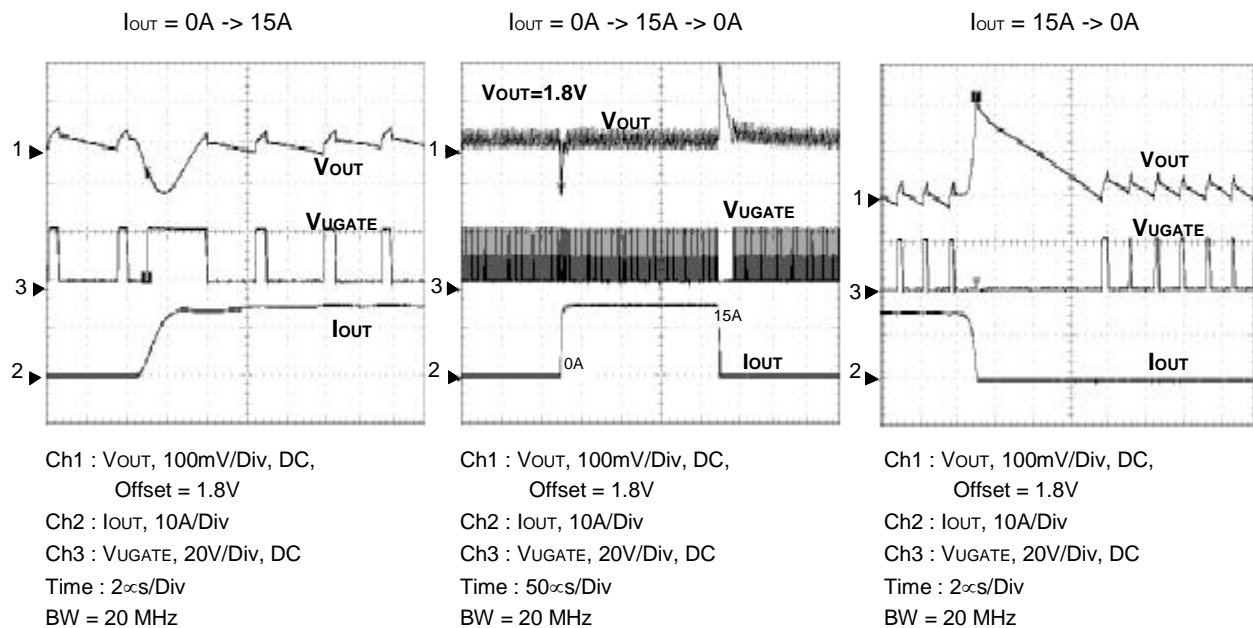 IOUT = 0A -> 15A
1
VOUT
VUGATE
3
IOUT
2
Ch1 : VOUT, 100mV/Div, DC,
Offset = 1.8V
Ch2 : IOUT, 10A/Div
Ch3 : VUGATE, 20V/Div, DC
Time : 2∝s/Div
BW = 20 MHz
IOUT = 0A -> 15A -> 0A
VOUT=1.8V
VOUT
1
VUGATE
3
15A
0A
IOUT
2
Ch1 : VOUT, 100mV/Div, DC,
Offset = 1.8V
Ch2 : IOUT, 10A/Div
Ch3 : VUGATE, 20V/Div, DC
Time : 50∝s/Div
BW = 20 MHz
IOUT = 15A -> 0A
VOUT
1
VUGATE
3
IOUT
2
Ch1 : VOUT, 100mV/Div, DC,
Offset = 1.8V
Ch2 : IOUT, 10A/Div
Ch3 : VUGATE, 20V/Div, DC
Time : 2∝s/Div
BW = 20 MHz